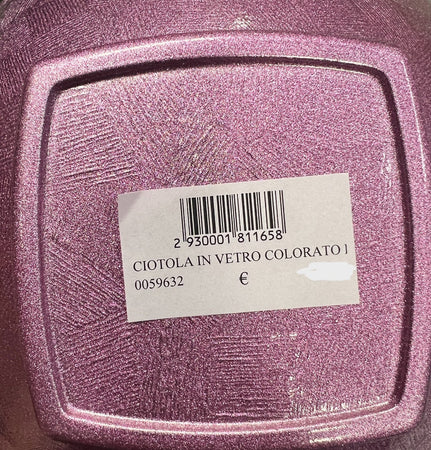 2 930001 811658
CIOTOLA IN VETRO COLORATO l
0059632 €